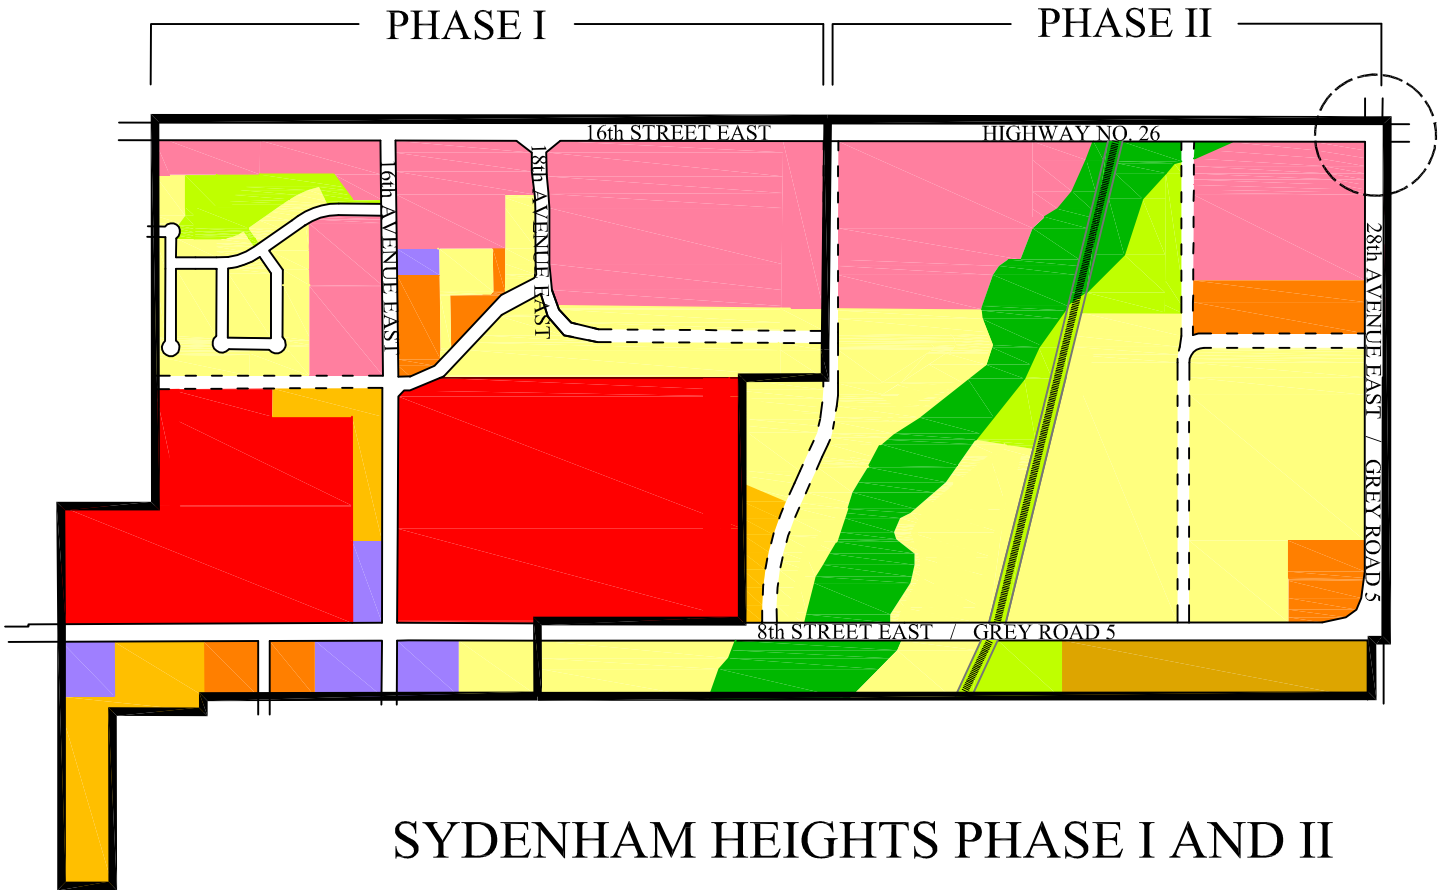 PHASE I
PHASE II
16th STREET EAST
HIGHWAY NO. 26
16th AVENUE EAST
18th AVENUE EAST
28th AVENUE EAST / GREY ROAD 5
8th STREET EAST / GREY ROAD 5
SYDENHAM HEIGHTS PHASE I AND II